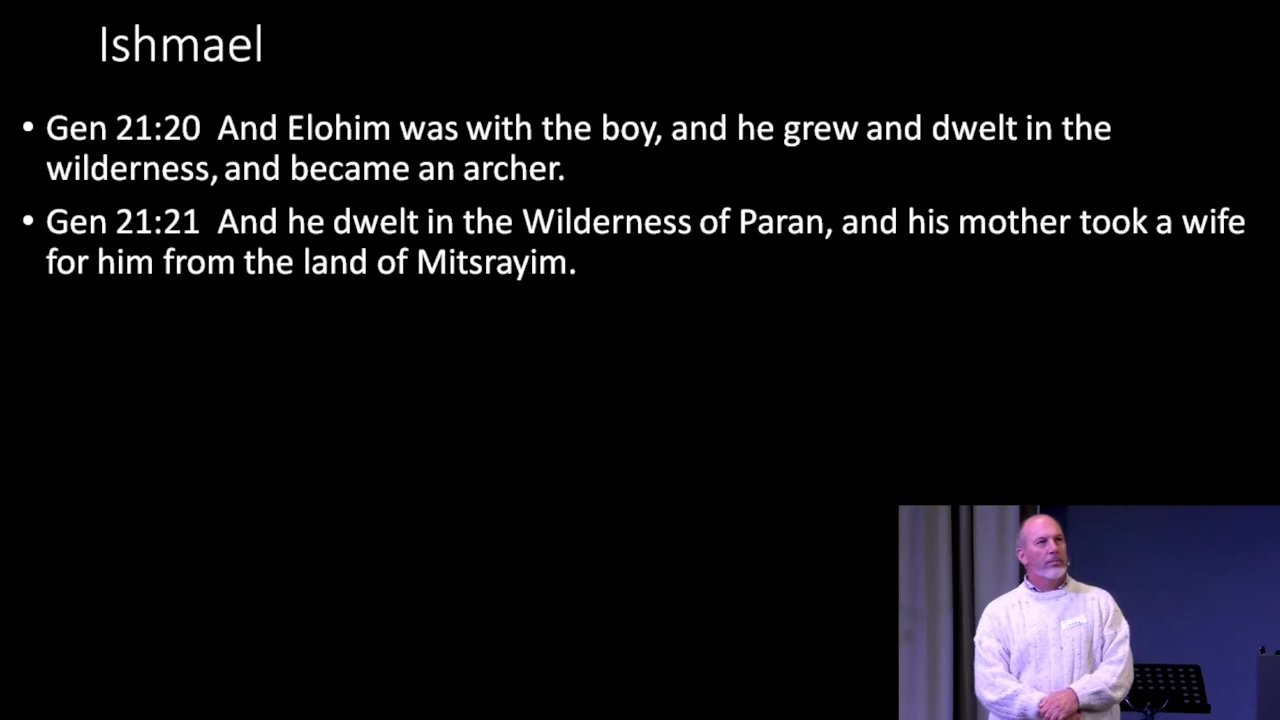 Ishmael
• Gen 21:20  And Elohim was with the boy, and he grew and dwelt in the
wilderness, and became an archer.
• Gen 21:21  And he dwelt in the Wilderness of Paran, and his mother took a wife
for him from the land of Mitsrayim.